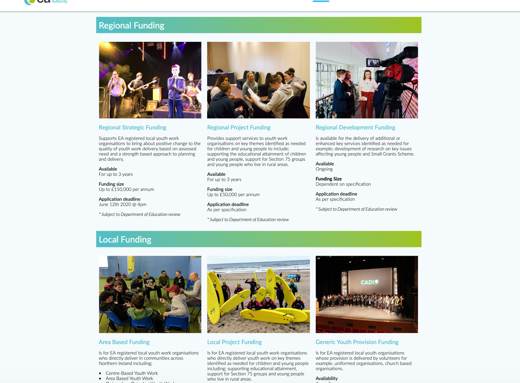 ea
Authority
Regional Funding
Regional Strategic Funding
Supports EA registered local youth work
organisations to bring about positive change to the
quality of youth work delivery based on assessed
need and a strength based approach to planning
and delivery.
Available
For up to 3 years
Funding size
Up to £150,000 per annum
Application deadline
June 12th 2020 @ 4pm
* Subject to Department of Education review
Regional Project Funding
Provides support services to youth work
organisations on key themes identified as needed for
children and young people to include;
supporting the educational attainment of children
and young people, support for Section 75 groups
and young people who live in rural areas.
Available
For up to 3 years
Funding size
Up to £50,000 per annum
Application deadline
As per specification
* Subject to Department of Education review
Regional Development Funding
Is available for the delivery of additional or
enhanced key services identified as needed for
example; development of research on key issues
affecting young people and Small Grants Scheme.
Available
Ongoing
Funding Size
Dependent on specification
Application deadline
As per specification
* Subject to Department of Education review
Local Funding
CADI
Area Based Funding
Is for EA registered local youth work organisations
who directly deliver in communities across
Northern Ireland including:
• Centre-Based Youth Work
• Area Based Youth Work
Local Project Funding
Is for EA registered local youth work organisations
who directly deliver youth work on key themes
identified as needed for children and young people
including; supporting educational attainment,
support for Section 75 groups and young people
who live in rural areas.
Generic Youth Provision Funding
Is for EA registered local youth organisations
whose provision is delivered by volunteers for
example, uniformed organisations, church based
organisations.
Availability